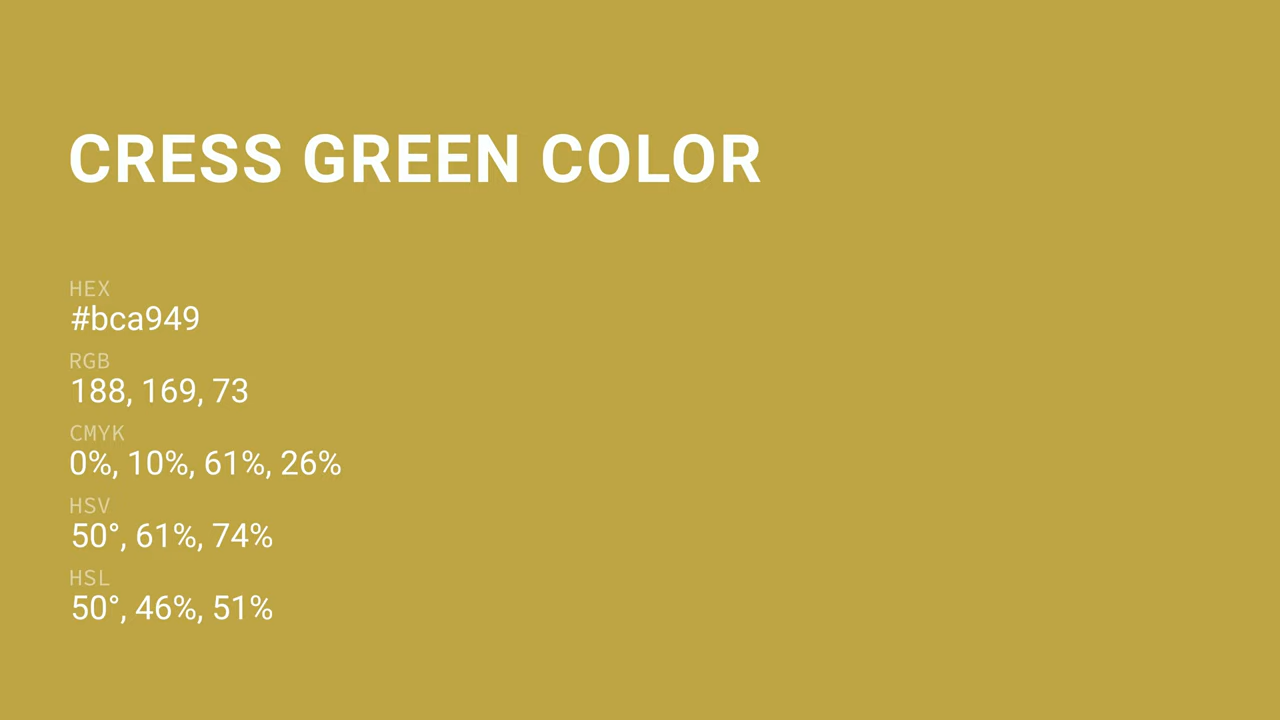 CRESS GREEN COLOR
HEX
#bca949
RGB
188, 169, 73
CMYK
0%, 10%, 61%, 26%
HSV
50°, 61%, 74%
HSL
50°, 46%, 51%